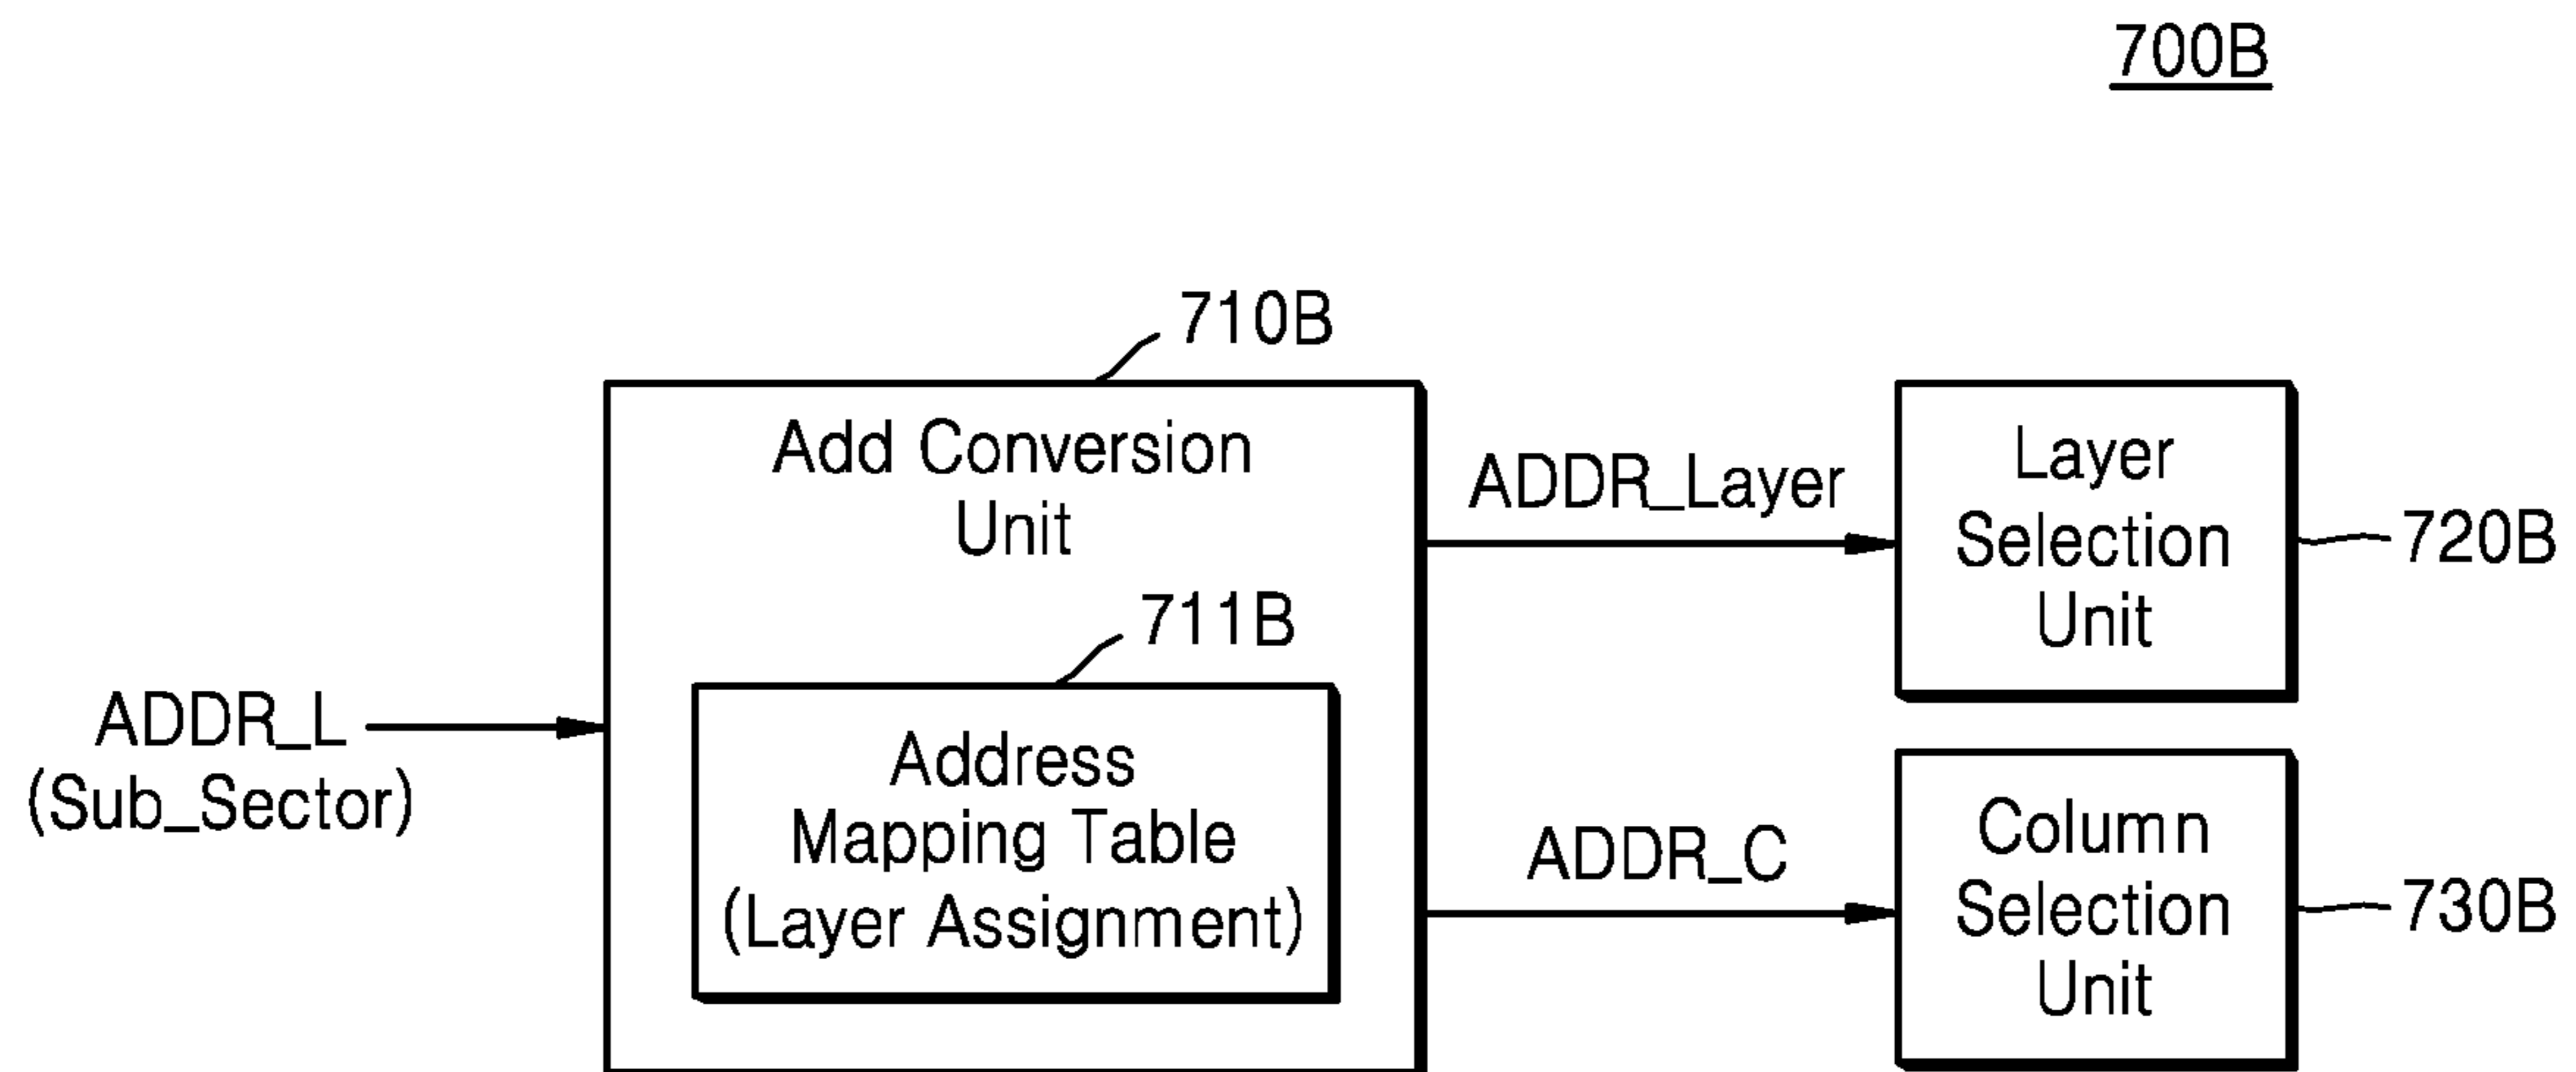 700B
710B
Add Conversion
Unit
711B
Address
Mapping Table
(Layer Assignment)
ADDR_L
(Sub_Sector)
ADDR_Layer
Layer
Selection
Unit
720B
ADDR_C
Column
Selection
Unit
730B